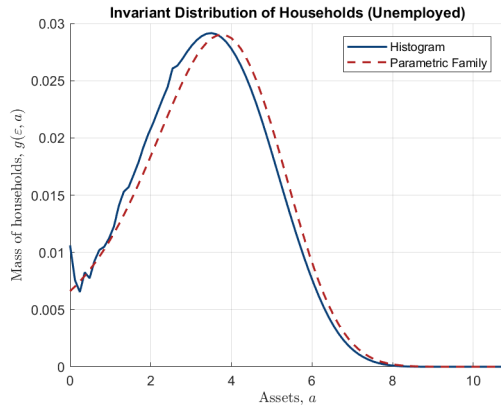 Invariant Distribution of Households (Unemployed)
Histogram
Parametric Family
Mass of households, g(ε, a)
0.03
0.025
0.02
0.015
0.01
0.005
0
0 2 4 6 8 10
Assets, a